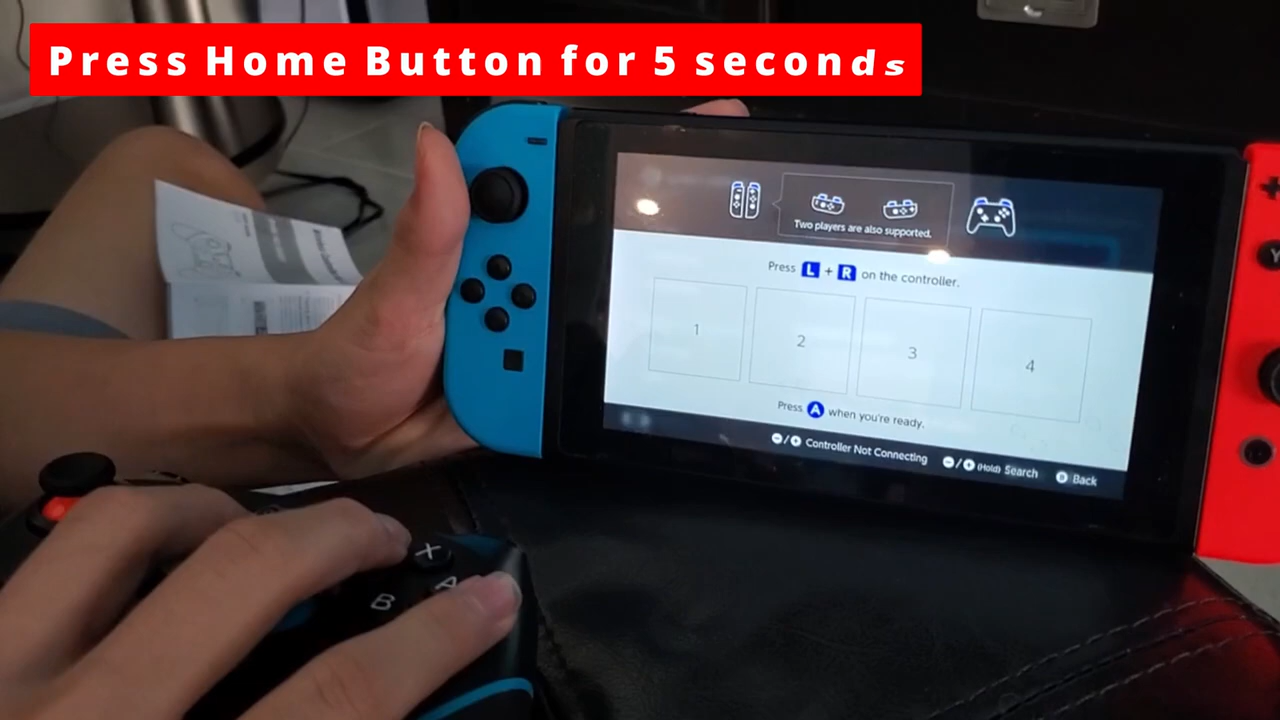 Press Home Button for 5 seconds
Two players are also supported.
Press L + R on the controller.
1
2
3
4
Press A when you're ready.
−/+ Controller Not Connecting −/+ (Hold) Search B Back
+
Y
X
A
B